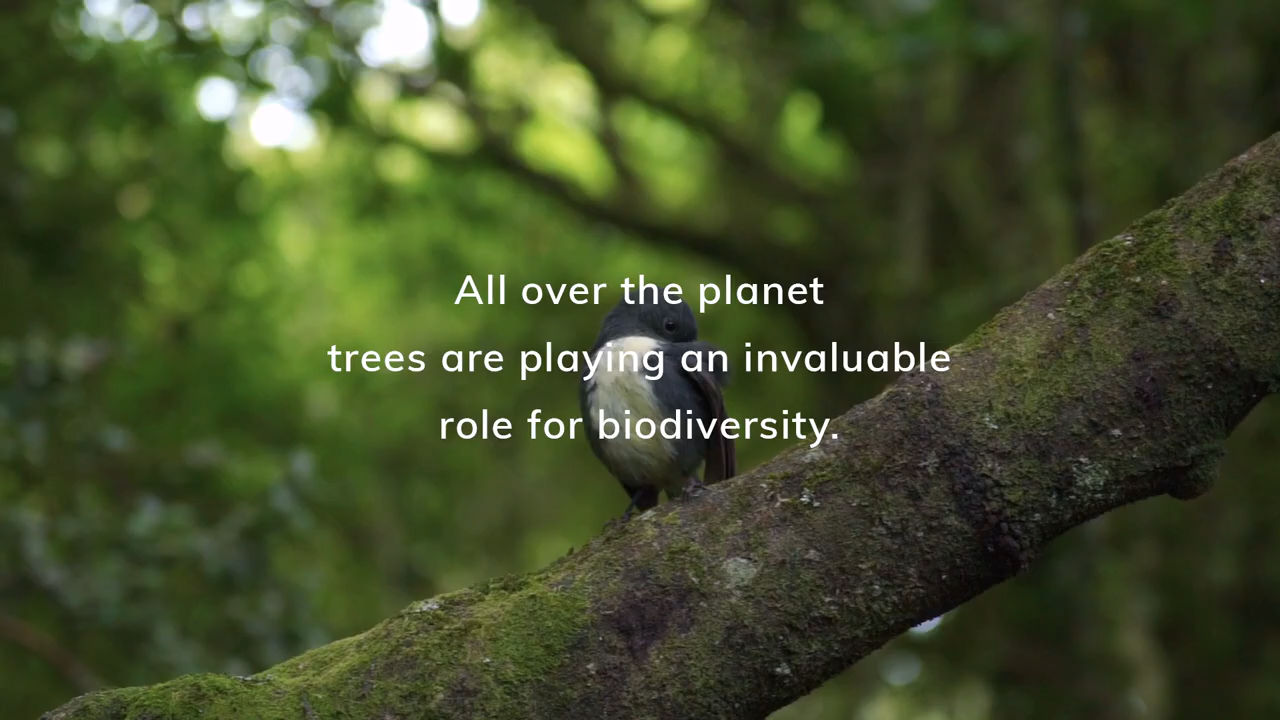 All over the planet
trees are playing an invaluable
role for biodiversity.